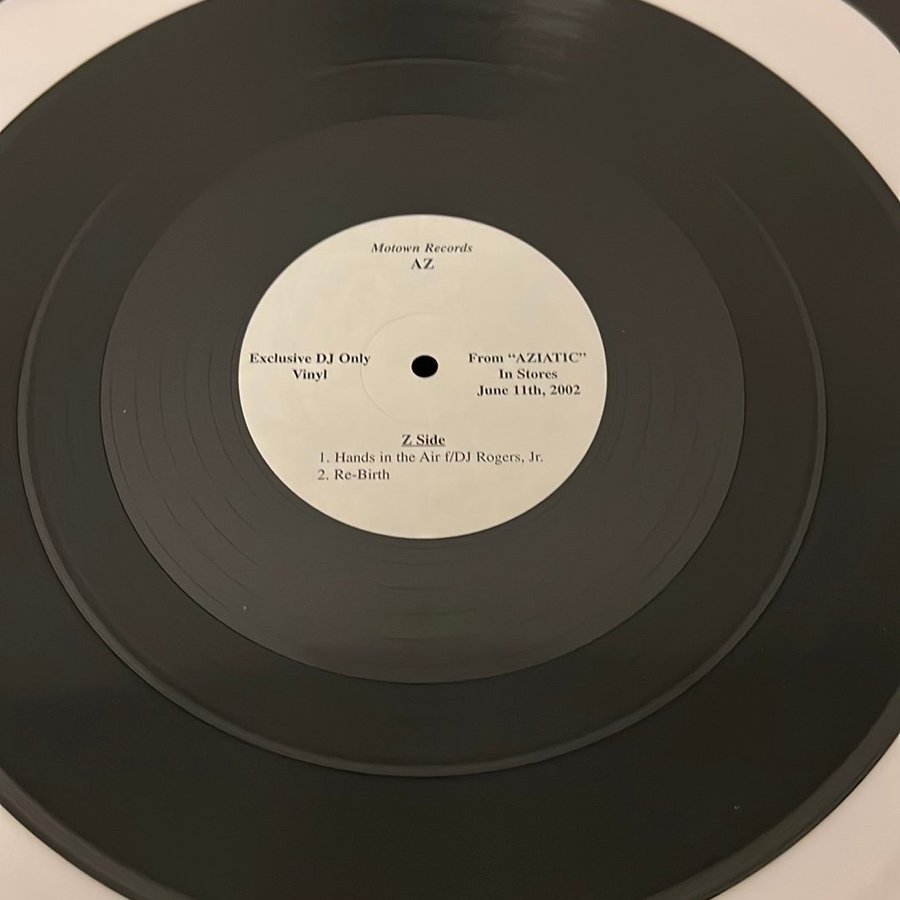 Motown Records
AZ
Exclusive DJ Only
Vinyl
From “AZIATIC”
In Stores
June 11th, 2002
Z Side
1. Hands in the Air f/DJ Rogers, Jr.
2. Re-Birth